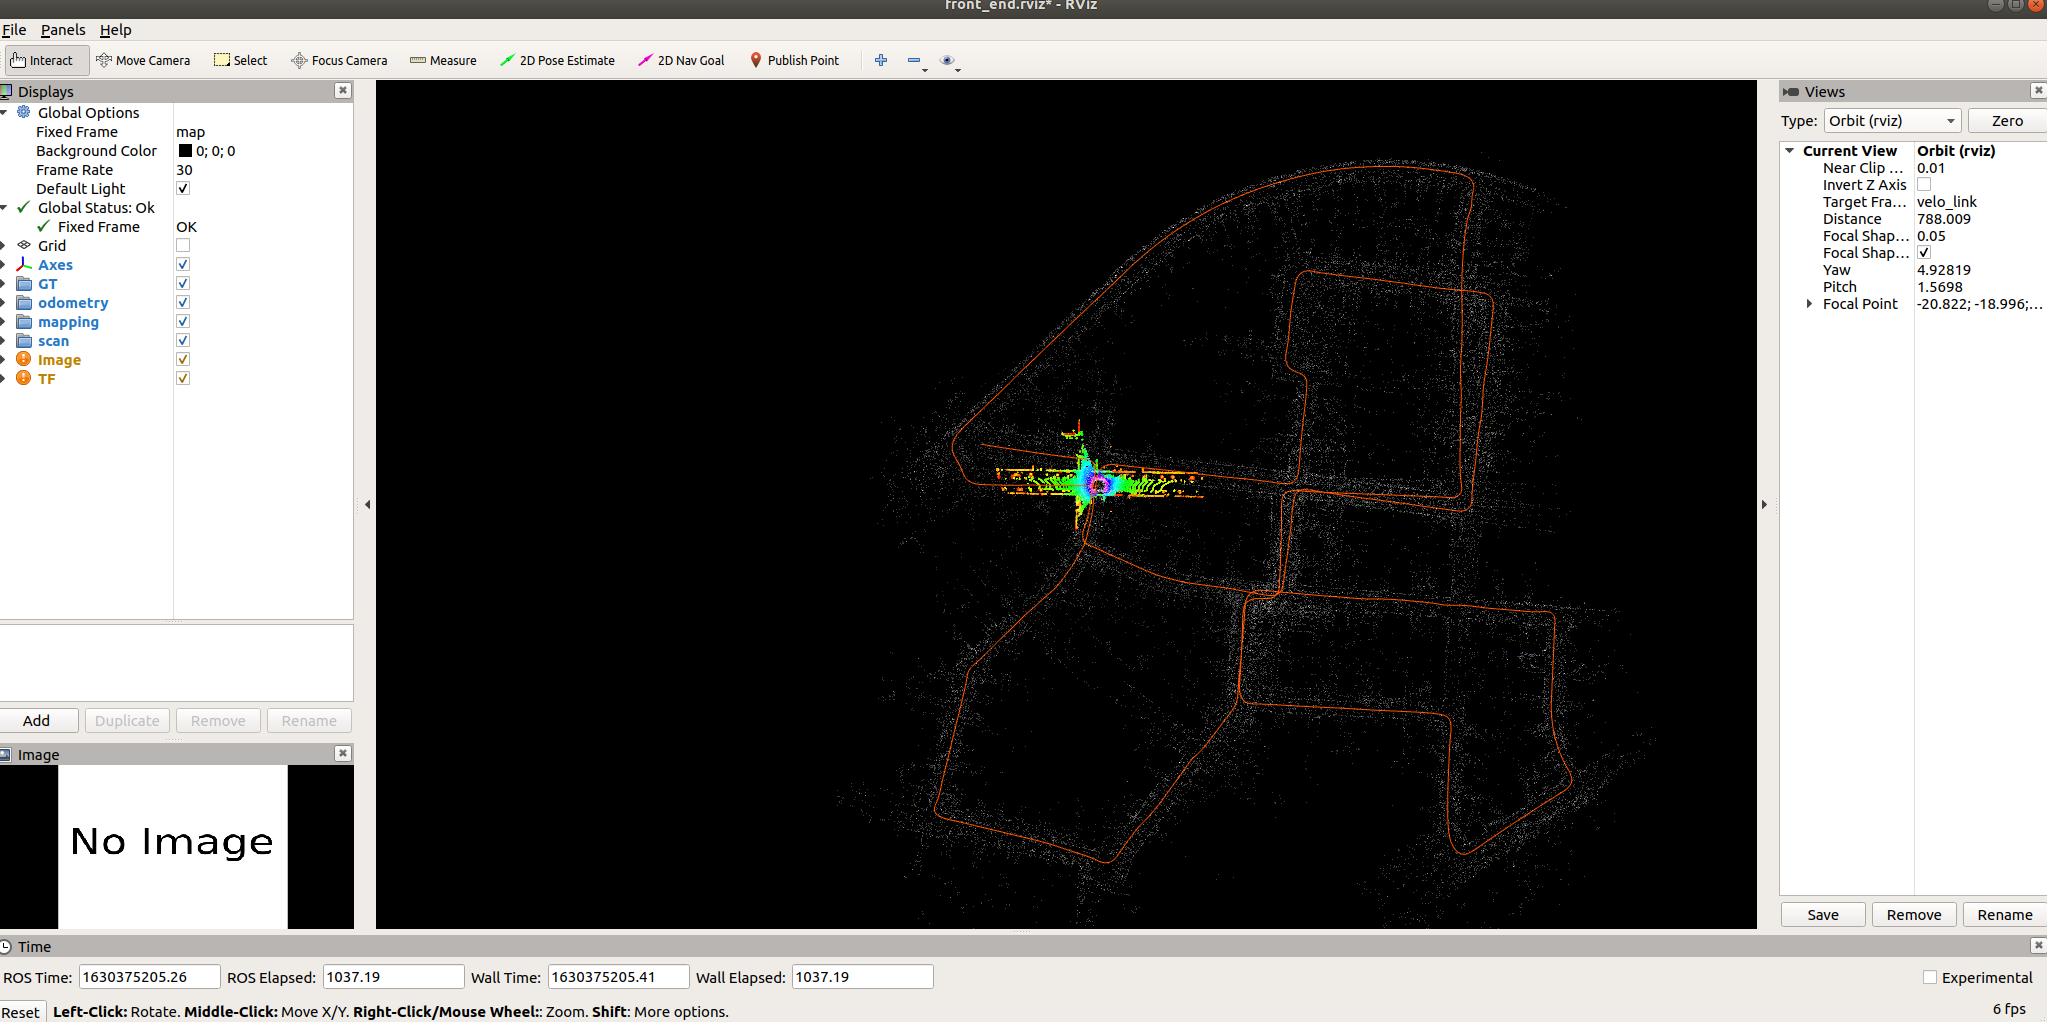 front_end.rviz* - RViz
File Panels Help
Interact Move Camera Select Focus Camera Measure 2D Pose Estimate 2D Nav Goal Publish Point
Displays
Global Options
Fixed Frame map
Background Color 0; 0; 0
Frame Rate 30
Default Light
Global Status: Ok
Fixed Frame OK
Grid
Axes
GT
odometry
mapping
scan
Image
TF
Add Duplicate Remove Rename
Image
No Image
Views
Type: Orbit (rviz) Zero
Current View Orbit (rviz)
Near Clip ... 0.01
Invert Z Axis
Target Fra... velo_link
Distance 788.009
Focal Shap... 0.05
Focal Shap...
Yaw 4.92819
Pitch 1.5698
Focal Point -20.822; -18.996;...
Save Remove Rename
Time
ROS Time: 1630375205.26 ROS Elapsed: 1037.19 Wall Time: 1630375205.41 Wall Elapsed: 1037.19 Experimental
Reset Left-Click: Rotate. Middle-Click: Move X/Y. Right-Click/Mouse Wheel:: Zoom. Shift: More options. 6 fps